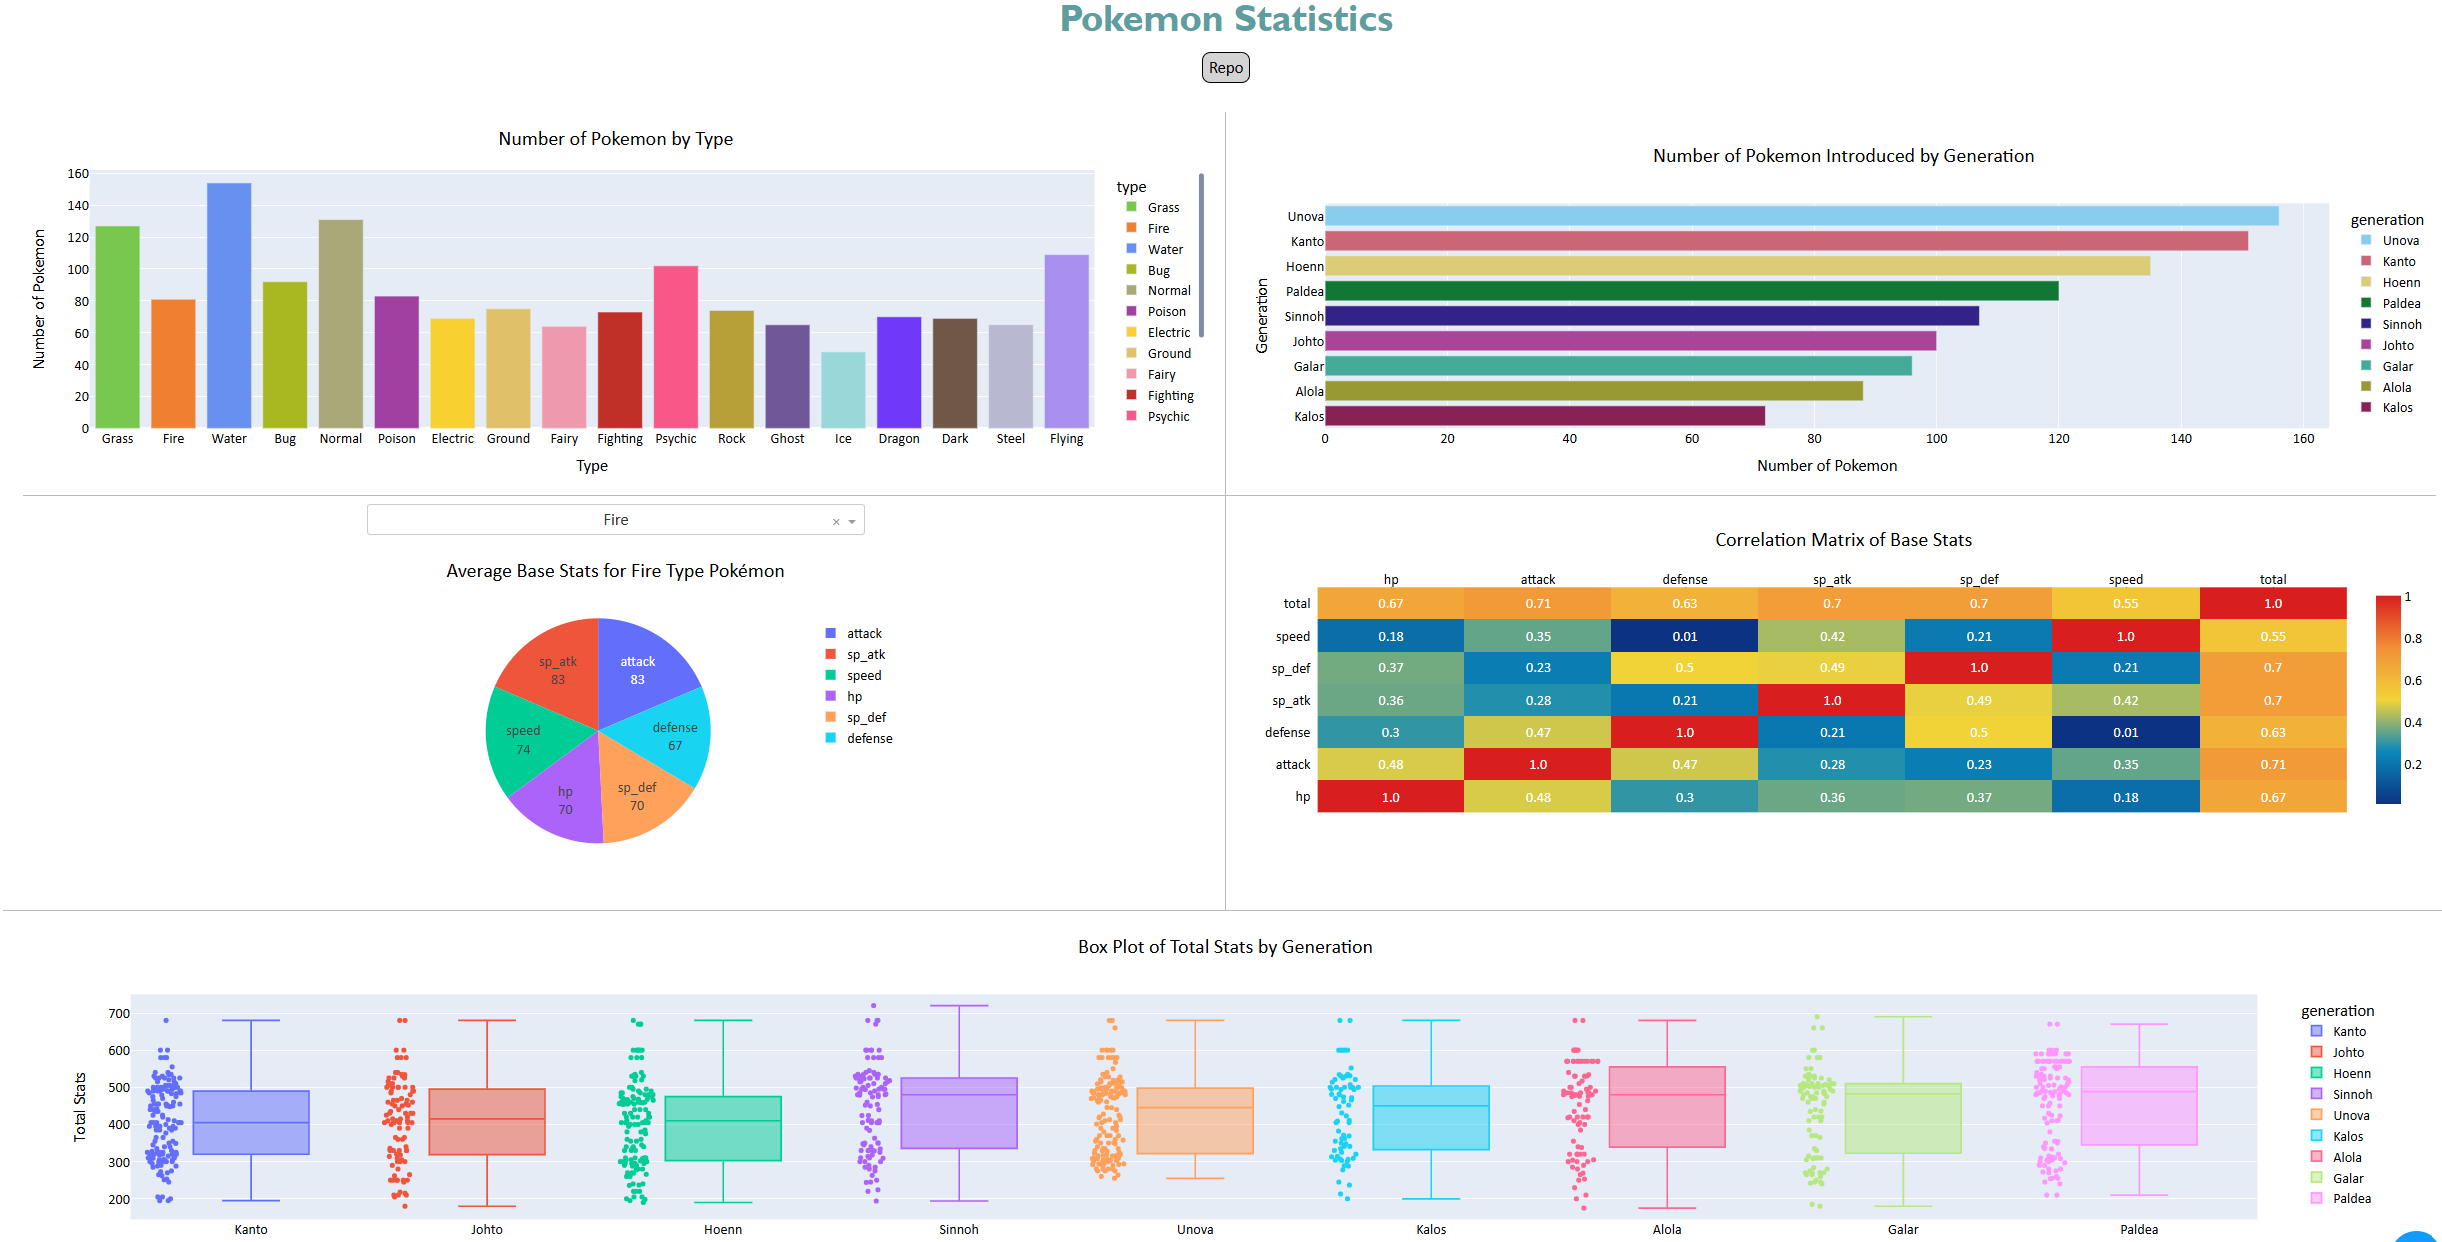 Pokemon Statistics
Repo
Number of Pokemon by Type
Number of Pokemon
160
140
120
100
80
60
40
20
0
Grass Fire Water Bug Normal Poison Electric Ground Fairy Fighting Psychic Rock Ghost Ice Dragon Dark Steel Flying
Type
type
Grass
Fire
Water
Bug
Normal
Poison
Electric
Ground
Fairy
Fighting
Psychic
Number of Pokemon Introduced by Generation
Generation
Unova
Kanto
Hoenn
Paldea
Sinnoh
Johto
Galar
Alola
Kalos
0 20 40 60 80 100 120 140 160
Number of Pokemon
generation
Unova
Kanto
Hoenn
Paldea
Sinnoh
Johto
Galar
Alola
Kalos
Fire × 
Average Base Stats for Fire Type Pokémon
sp_atk
83
attack
83
speed
74
defense
67
hp
70
sp_def
70
attack
sp_atk
speed
hp
sp_def
defense
Correlation Matrix of Base Stats
hp attack defense sp_atk sp_def speed total
total 0.67 0.71 0.63 0.7 0.7 0.55 1.0
speed 0.18 0.35 0.01 0.42 0.21 1.0 0.55
sp_def 0.37 0.23 0.5 0.49 1.0 0.21 0.7
sp_atk 0.36 0.28 0.21 1.0 0.49 0.42 0.7
defense 0.3 0.47 1.0 0.21 0.5 0.01 0.63
attack 1.0 0.48 0.47 0.28 0.23 0.35 0.71
hp 1.0 0.48 0.3 0.36 0.37 0.18 0.67
1
0.8
0.6
0.4
0.2
Box Plot of Total Stats by Generation
Total Stats
700
600
500
400
300
200
Kanto Johto Hoenn Sinnoh Unova Kalos Alola Galar Paldea
generation
Kanto
Johto
Hoenn
Sinnoh
Unova
Kalos
Alola
Galar
Paldea